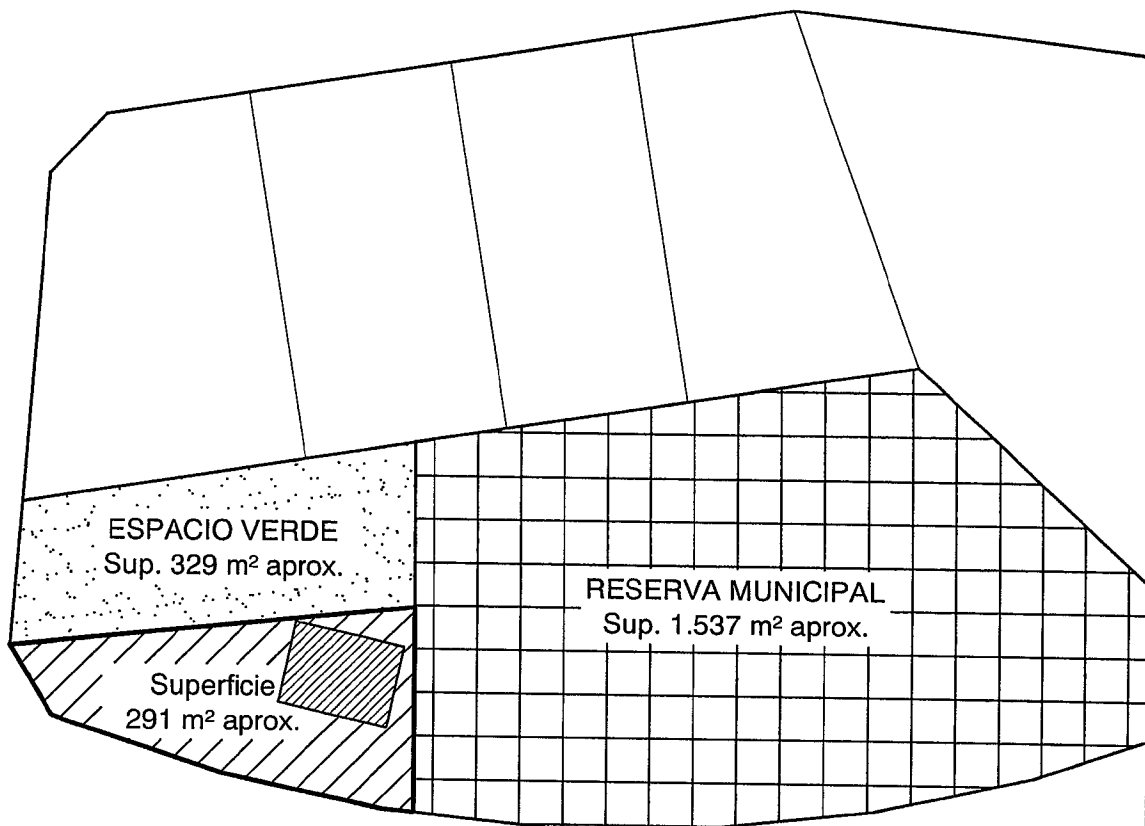 ESPACIO VERDE
Sup. 329 m² aprox.
RESERVA MUNICIPAL
Sup. 1.537 m² aprox.
Superficie
291 m² aprox.